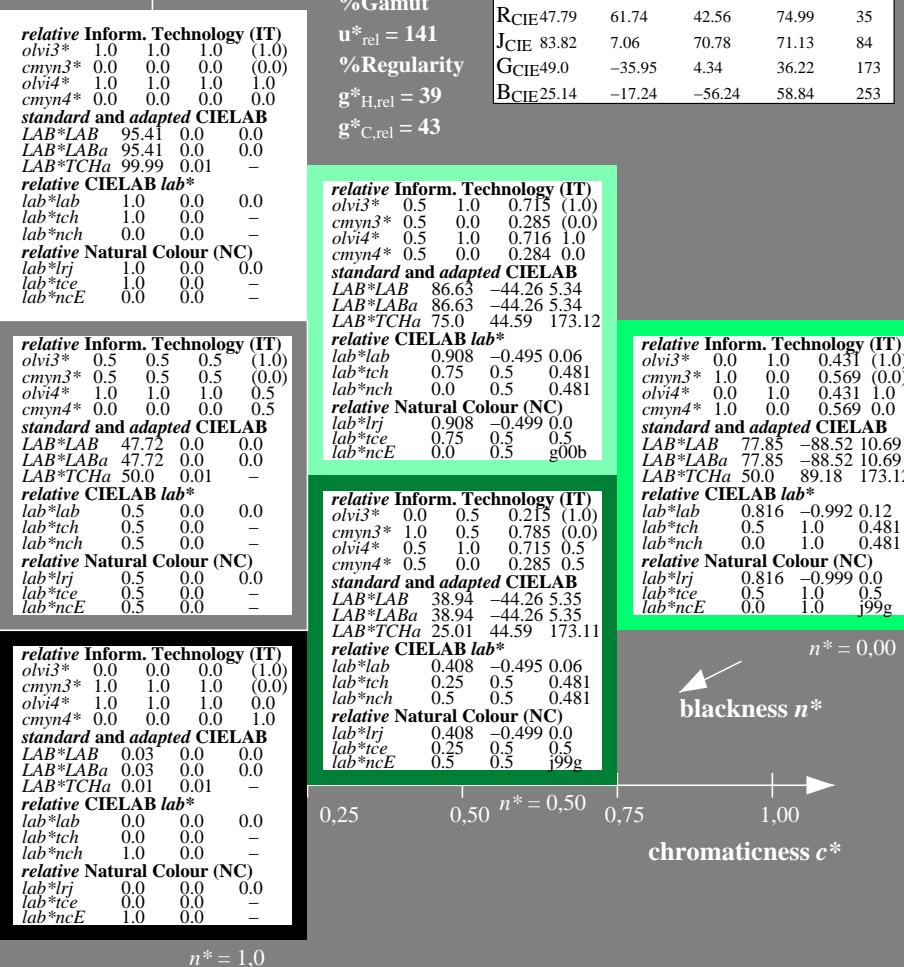 %Gamut
u*rel = 141
%Regularity
g*H,rel = 39
g*C,rel = 43
RCIE 47.79 61.74 42.56 74.99 35
JCIE 83.82 7.06 70.78 71.13 84
GCIE 49.0 –35.95 4.34 36.22 173
BCIE 25.14 –17.24 –56.24 58.84 253
relative Inform. Technology (IT)
olvi3* 1.0 1.0 1.0 (1.0)
cmyn3* 0.0 0.0 0.0 (0.0)
olvi4* 1.0 1.0 1.0 1.0
cmyn4* 0.0 0.0 0.0 0.0
standard and adapted CIELAB
LAB*LAB 95.41 0.0 0.0
LAB*LABa 95.41 0.0 0.0
LAB*TCHa 99.99 0.01 –
relative CIELAB lab*
lab*lab 1.0 0.0 0.0
lab*tch 1.0 0.0 –
lab*nch 0.0 0.0 –
relative Natural Colour (NC)
lab*lrj 1.0 0.0 0.0
lab*tce 1.0 0.0 –
lab*ncE 0.0 0.0 –
relative Inform. Technology (IT)
olvi3* 0.5 1.0 0.715 (1.0)
cmyn3* 0.5 0.0 0.285 (0.0)
olvi4* 0.5 1.0 0.716 1.0
cmyn4* 0.5 0.0 0.284 0.0
standard and adapted CIELAB
LAB*LAB 86.63 –44.26 5.34
LAB*LABa 86.63 –44.26 5.34
LAB*TCHa 75.0 44.59 173.12
relative CIELAB lab*
lab*lab 0.908 –0.495 0.06
lab*tch 0.75 0.5 0.481
lab*nch 0.0 0.5 0.481
relative Natural Colour (NC)
lab*lrj 0.908 –0.499 0.0
lab*tce 0.75 0.5 0.5
lab*ncE 0.0 0.5 g00b
relative Inform. Technology (IT)
olvi3* 0.5 0.5 0.5 (1.0)
cmyn3* 0.5 0.5 0.5 (0.0)
olvi4* 1.0 1.0 1.0 0.5
cmyn4* 0.0 0.0 0.0 0.5
standard and adapted CIELAB
LAB*LAB 47.72 0.0 0.0
LAB*LABa 47.72 0.0 0.0
LAB*TCHa 50.0 0.01 –
relative CIELAB lab*
lab*lab 0.5 0.0 0.0
lab*tch 0.5 0.0 –
lab*nch 0.5 0.0 –
relative Natural Colour (NC)
lab*lrj 0.5 0.0 0.0
lab*tce 0.5 0.0 –
lab*ncE 0.5 0.0 –
relative Inform. Technology (IT)
olvi3* 0.0 1.0 0.431 (1.0)
cmyn3* 1.0 0.0 0.569 (0.0)
olvi4* 0.0 1.0 0.431 1.0
cmyn4* 1.0 0.0 0.569 0.0
standard and adapted CIELAB
LAB*LAB 77.85 –88.52 10.69
LAB*LABa 77.85 –88.52 10.69
LAB*TCHa 50.0 89.18 173.12
relative CIELAB lab*
lab*lab 0.816 –0.992 0.12
lab*tch 0.5 1.0 0.481
lab*nch 0.0 1.0 0.481
relative Natural Colour (NC)
lab*lrj 0.816 –0.999 0.0
lab*tce 0.5 1.0 0.5
lab*ncE 0.0 1.0 j99g
relative Inform. Technology (IT)
olvi3* 0.0 0.5 0.215 (1.0)
cmyn3* 1.0 0.5 0.785 (0.0)
olvi4* 0.5 1.0 0.715 0.5
cmyn4* 0.5 0.0 0.285 0.5
standard and adapted CIELAB
LAB*LAB 38.94 –44.26 5.35
LAB*LABa 38.94 –44.26 5.35
LAB*TCHa 25.01 44.59 173.11
relative CIELAB lab*
lab*lab 0.408 –0.495 0.06
lab*tch 0.25 0.5 0.481
lab*nch 0.5 0.5 0.481
relative Natural Colour (NC)
lab*lrj 0.408 –0.499 0.0
lab*tce 0.25 0.5 0.5
lab*ncE 0.5 0.5 j99g
relative Inform. Technology (IT)
olvi3* 0.0 0.0 0.0 (1.0)
cmyn3* 1.0 1.0 1.0 (0.0)
olvi4* 1.0 1.0 1.0 0.0
cmyn4* 0.0 0.0 0.0 1.0
standard and adapted CIELAB
LAB*LAB 0.03 0.0 0.0
LAB*LABa 0.03 0.0 0.0
LAB*TCHa 0.01 0.01 –
relative CIELAB lab*
lab*lab 0.0 0.0 0.0
lab*tch 0.0 0.0 –
lab*nch 1.0 0.0 –
relative Natural Colour (NC)
lab*lrj 0.0 0.0 0.0
lab*tce 0.0 0.0 –
lab*ncE 1.0 0.0 –
n* = 0,00
blackness n*
n* = 0,50
0,25 0,50 0,75 1,00
chromaticness c*
n* = 1,0